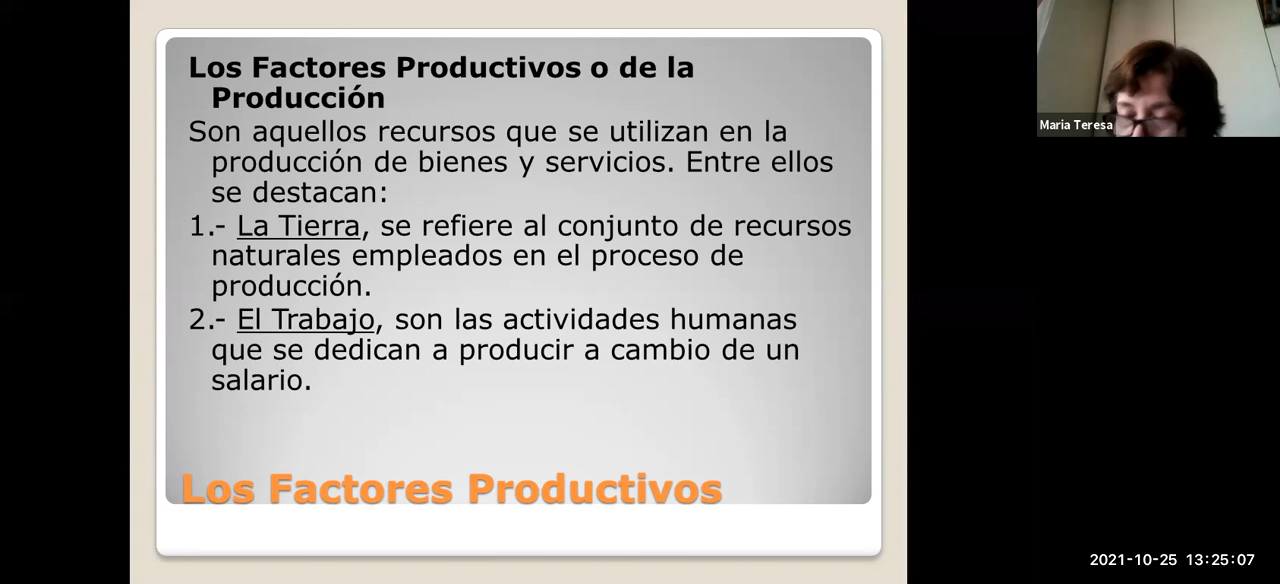 Los Factores Productivos o de la
Producción
Son aquellos recursos que se utilizan en la
producción de bienes y servicios. Entre ellos
se destacan:
1.- La Tierra, se refiere al conjunto de recursos
naturales empleados en el proceso de
producción.
2.- El Trabajo, son las actividades humanas
que se dedican a producir a cambio de un
salario.
Los Factores Productivos
Maria Teresa
2021-10-25 13:25:07